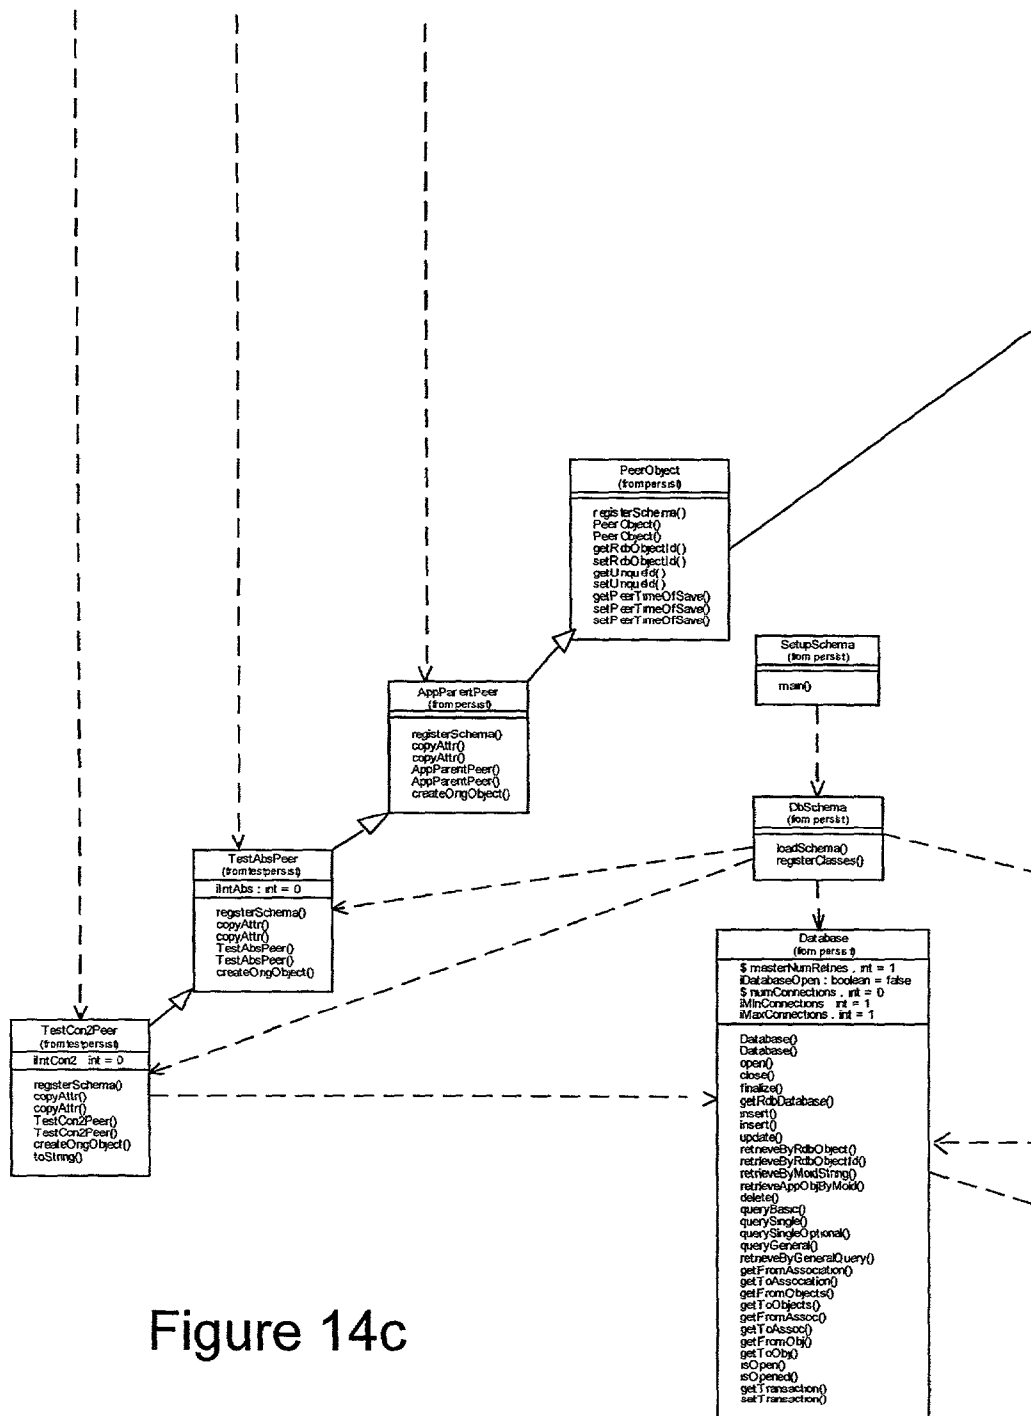 PeerObject
(from persist)
registerSchema()
PeerObject()
PeerObject()
getRdbObjectId()
setRdbObjectId()
getUniqueId()
setUniqueId()
getPeerTimeOfSave()
setPeerTimeOfSave()
setPeerTimeOfSave()
SetupSchema
(from persist)
main()
AppParentPeer
(from persist)
registerSchema()
copyAttr()
copyAttr()
AppParentPeer()
AppParentPeer()
createOrigObject()
DbSchema
(from persist)
loadSchema()
registerClasses()
TestAbsPeer
(from testpersist)
iIntAbs : int = 0
registerSchema()
copyAttr()
copyAttr()
TestAbsPeer()
TestAbsPeer()
createOrigObject()
Database
(from persist)
$ masterNumRetries : int = 1
iDatabaseOpen : boolean = false
$ numConnections : int = 0
iMinConnections int = 1
iMaxConnections : int = 1
Database()
Database()
open()
close()
finalize()
getRdbDatabase()
insert()
insert()
update()
retrieveByRdbObject()
retrieveByRdbObjectId()
retrieveByMoidString()
retrieveAppObjByMoid()
delete()
queryBasic()
querySingle()
querySingleOptional()
queryGeneral()
retrieveByGeneralQuery()
getFromAssociation()
getToAssociation()
getFromObjects()
getToObjects()
getFromAssoc()
getToAssoc()
getFromObj()
getToObj()
isOpen()
isOpened()
getTransaction()
setTransaction()
TestCon2Peer
(from testpersist)
iIntCon2 int = 0
registerSchema()
copyAttr()
copyAttr()
TestCon2Peer()
TestCon2Peer()
createOrigObject()
toString()
Figure 14c